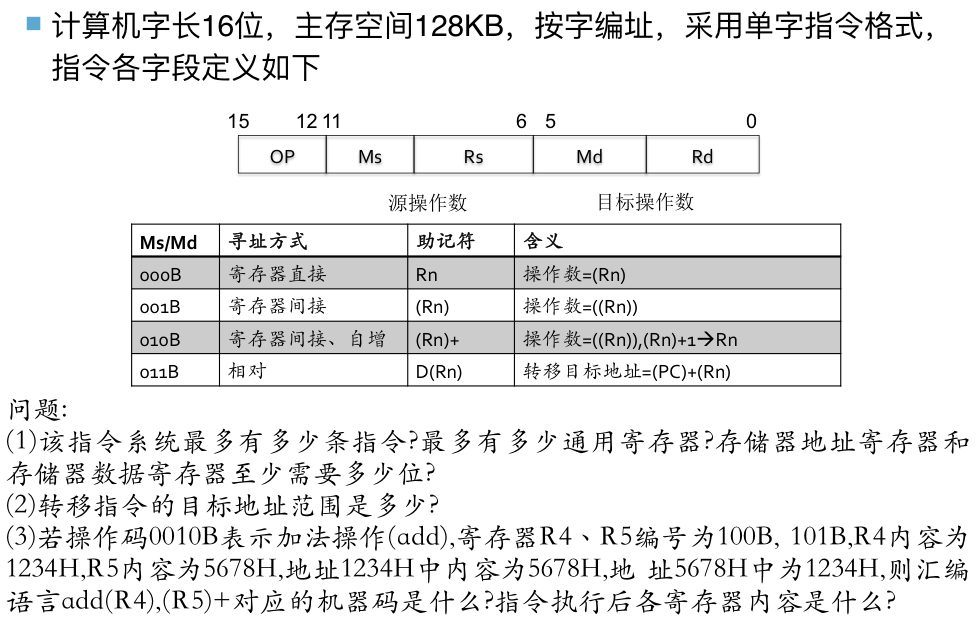 计算机字长16位，主存空间128KB，按字编址，采用单字指令格式，
指令各字段定义如下
15 12 11 6 5 0
OP Ms Rs Md Rd
源操作数 目标操作数
Ms/Md 寻址方式 助记符 含义
000B 寄存器直接 Rn 操作数=(Rn)
001B 寄存器间接 (Rn) 操作数=((Rn))
010B 寄存器间接、自增 (Rn)+ 操作数=((Rn)),(Rn)+1→Rn
011B 相对 D(Rn) 转移目标地址=(PC)+(Rn)
问题:
(1)该指令系统最多有多少条指令?最多有多少通用寄存器?存储器地址寄存器和
存储器数据寄存器至少需要多少位?
(2)转移指令的目标地址范围是多少?
(3)若操作码0010B表示加法操作(add),寄存器R4、R5编号为100B, 101B,R4内容为
1234H,R5内容为5678H,地址1234H中内容为5678H,地 址5678H中为1234H,则汇编
语言add(R4),(R5)+对应的机器码是什么?指令执行后各寄存器内容是什么?